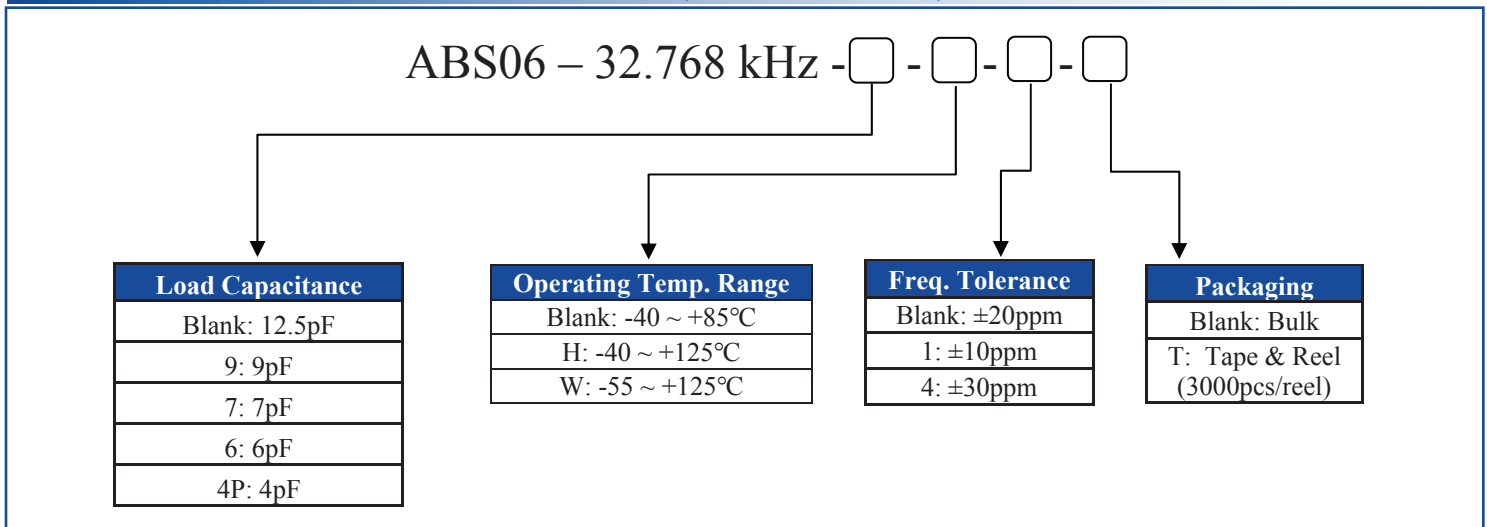 ABS06 – 32.768 kHz - - - -
Load Capacitance
Blank: 12.5pF
9: 9pF
7: 7pF
6: 6pF
4P: 4pF
Operating Temp. Range
Blank: -40 ~ +85℃
H: -40 ~ +125℃
W: -55 ~ +125℃
Freq. Tolerance
Blank: ±20ppm
1: ±10ppm
4: ±30ppm
Packaging
Blank: Bulk
T: Tape & Reel
(3000pcs/reel)